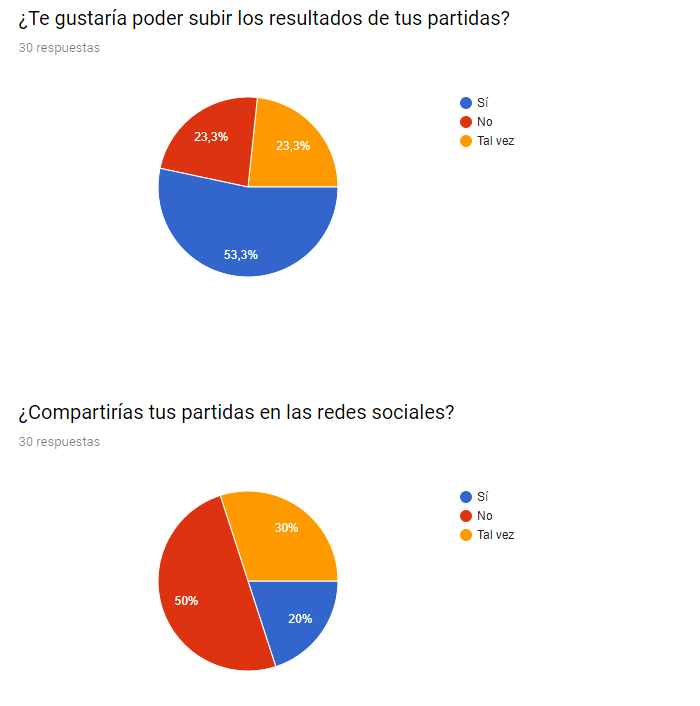 ¿Te gustaría poder subir los resultados de tus partidas?
30 respuestas
Sí
No
Tal vez
23,3%
23,3%
53,3%
¿Compartirías tus partidas en las redes sociales?
30 respuestas
Sí
No
Tal vez
30%
50%
20%